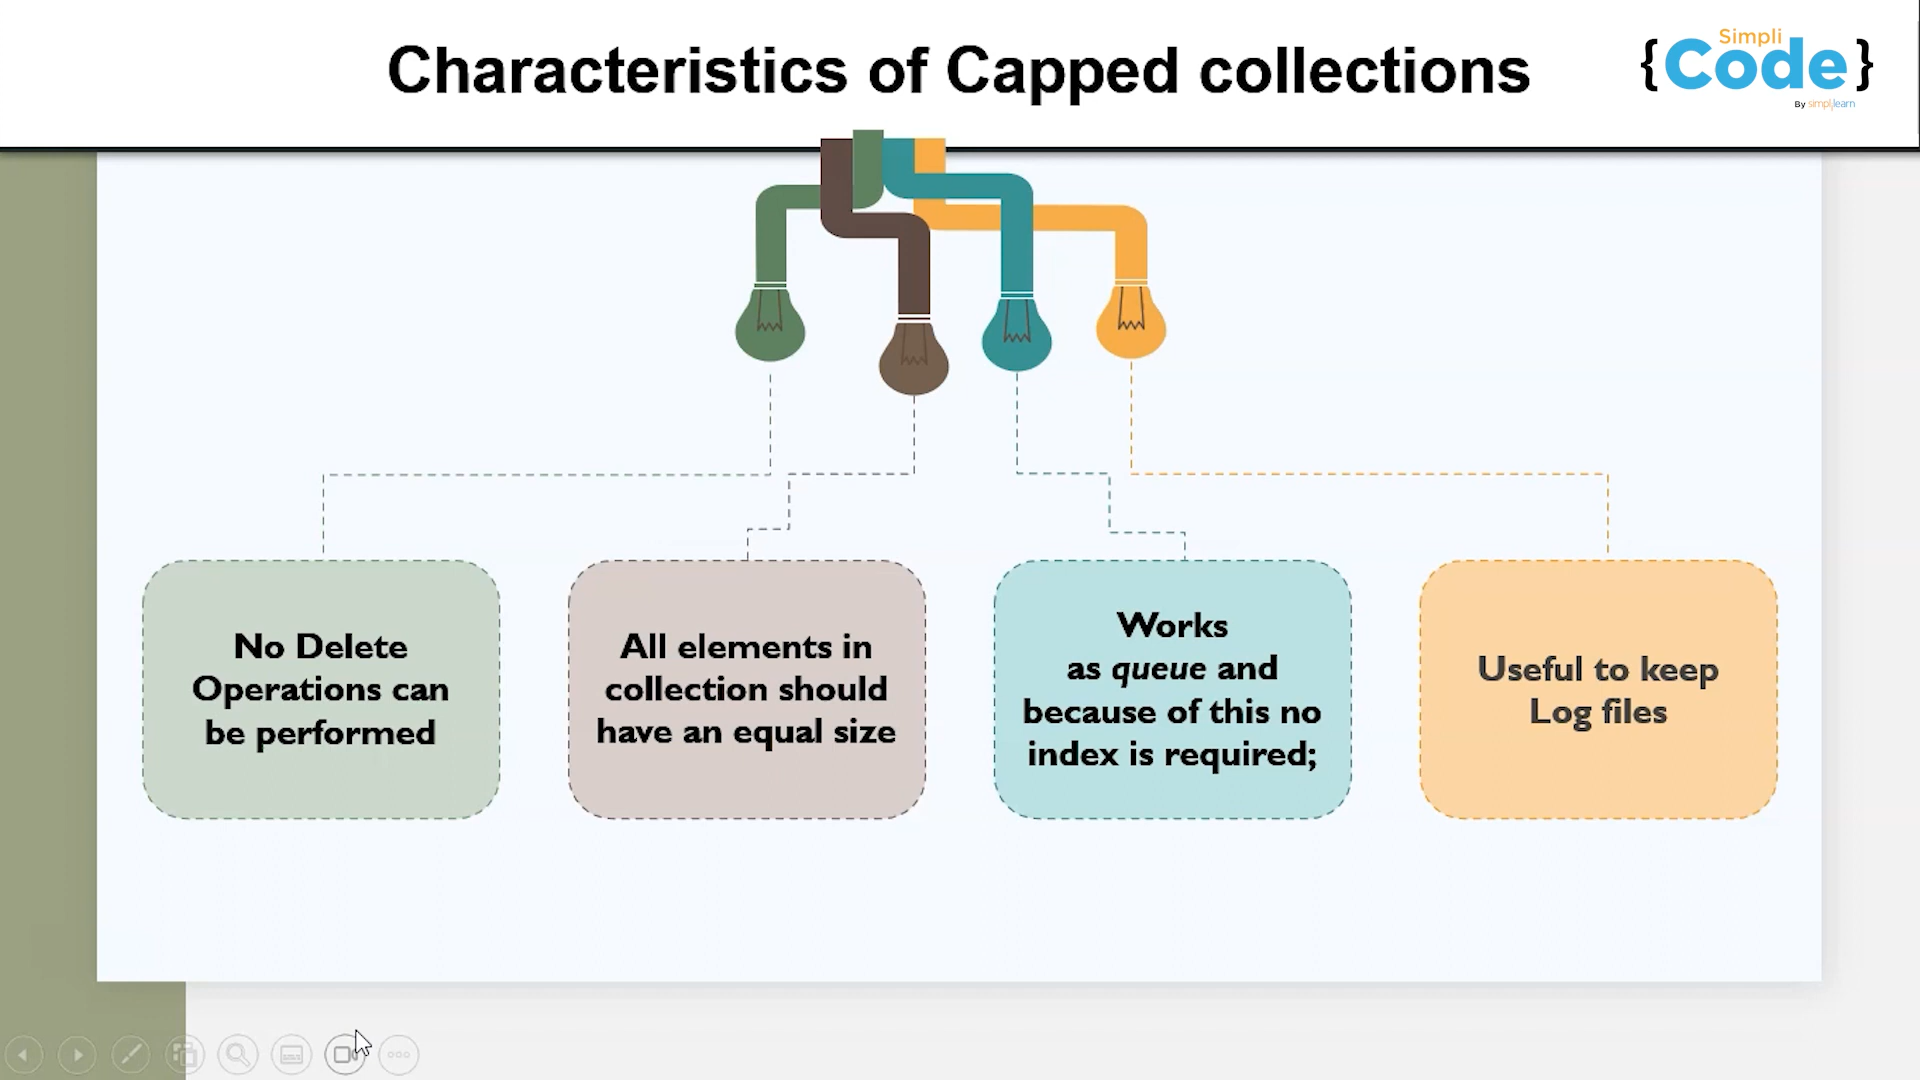 Characteristics of Capped collections
Simpli
{Code}
By simplilearn
No Delete
Operations can
be performed
All elements in
collection should
have an equal size
Works
as queue and
because of this no
index is required;
Useful to keep
Log files